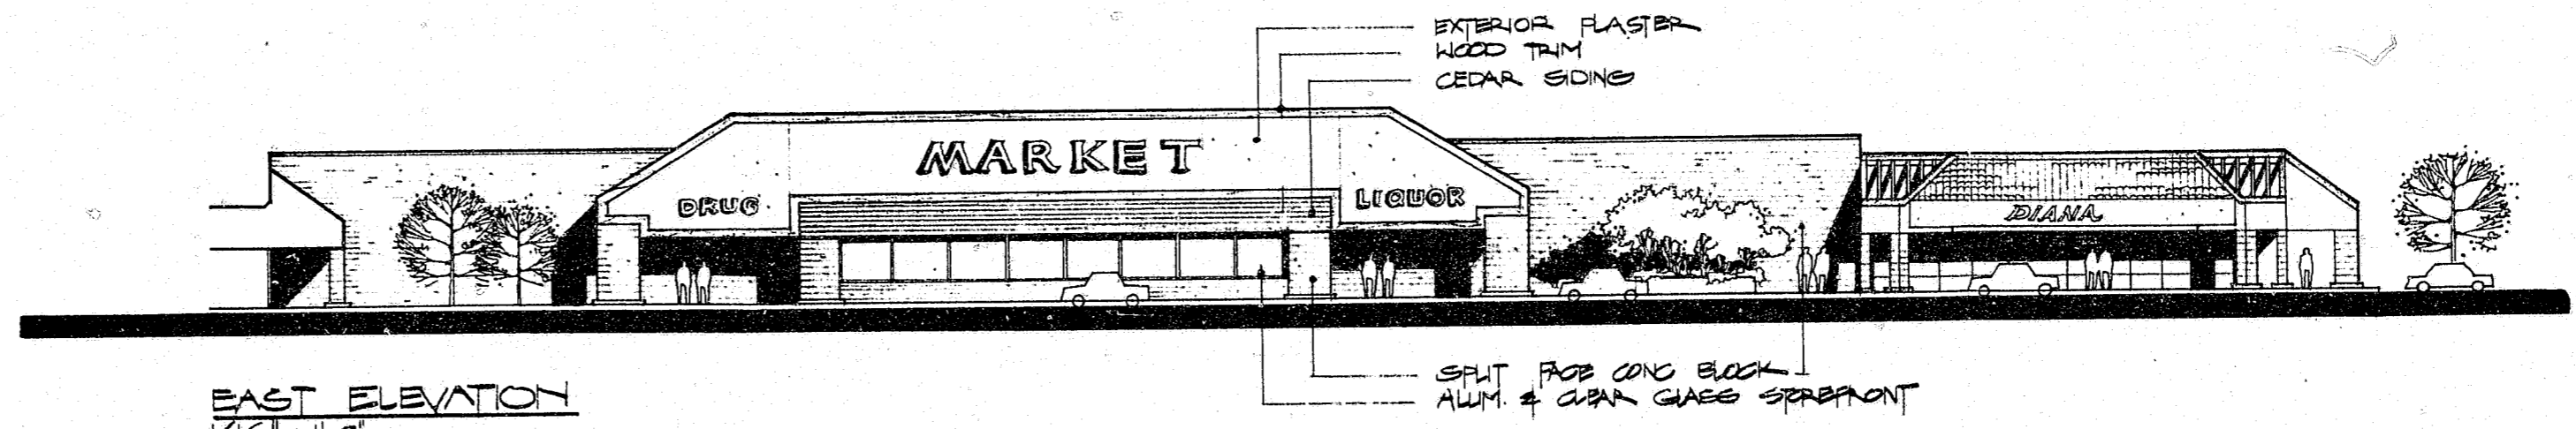 EXTERIOR PLASTER
WOOD TRIM
CEDAR SIDING
MARKET
DRUG
LIQUOR
DIANA
SPLIT FACE CONC BLOCK
ALUM. & CLEAR GLASS STOREFRONT
EAST ELEVATION